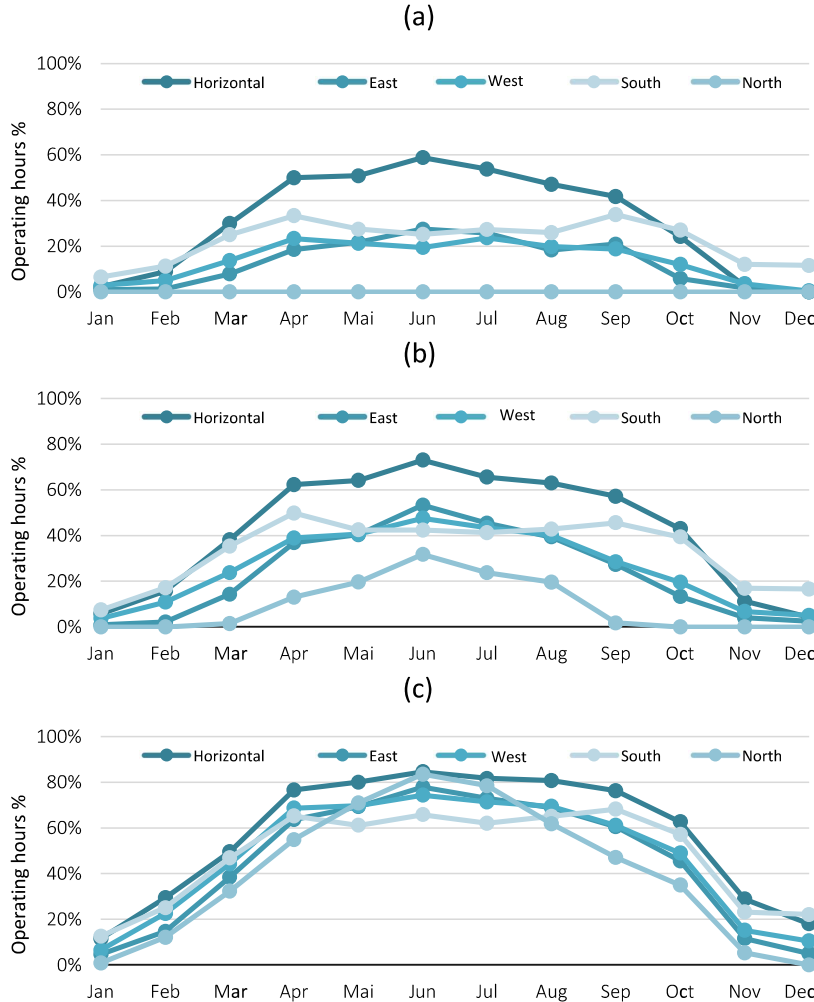 (a)
Operating hours %
100%
Horizontal East West South North
80%
60%
40%
20%
0%
Jan Feb Mar Apr Mai Jun Jul Aug Sep Oct Nov Dec
(b)
Operating hours %
100%
Horizontal East West South North
80%
60%
40%
20%
0%
Jan Feb Mar Apr Mai Jun Jul Aug Sep Oct Nov Dec
(c)
Operating hours %
100%
Horizontal East West South North
80%
60%
40%
20%
0%
Jan Feb Mar Apr Mai Jun Jul Aug Sep Oct Nov Dec